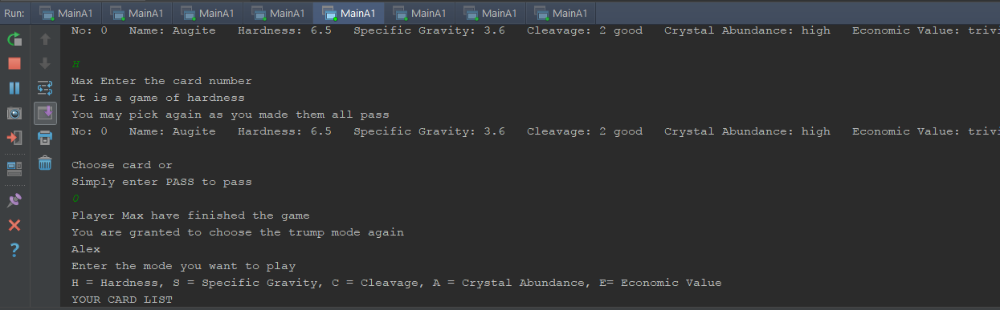 Run: MainA1 MainA1 MainA1 MainA1 MainA1 MainA1 MainA1 MainA1
No: 0 Name: Augite Hardness: 6.5 Specific Gravity: 3.6 Cleavage: 2 good Crystal Abundance: high Economic Value: trivi
H
Max Enter the card number
It is a game of hardness
You may pick again as you made them all pass
No: 0 Name: Augite Hardness: 6.5 Specific Gravity: 3.6 Cleavage: 2 good Crystal Abundance: high Economic Value: trivi
Choose card or
Simply enter PASS to pass
0
Player Max have finished the game
You are granted to choose the trump mode again
Alex
Enter the mode you want to play
H = Hardness, S = Specific Gravity, C = Cleavage, A = Crystal Abundance, E= Economic Value
YOUR CARD LIST